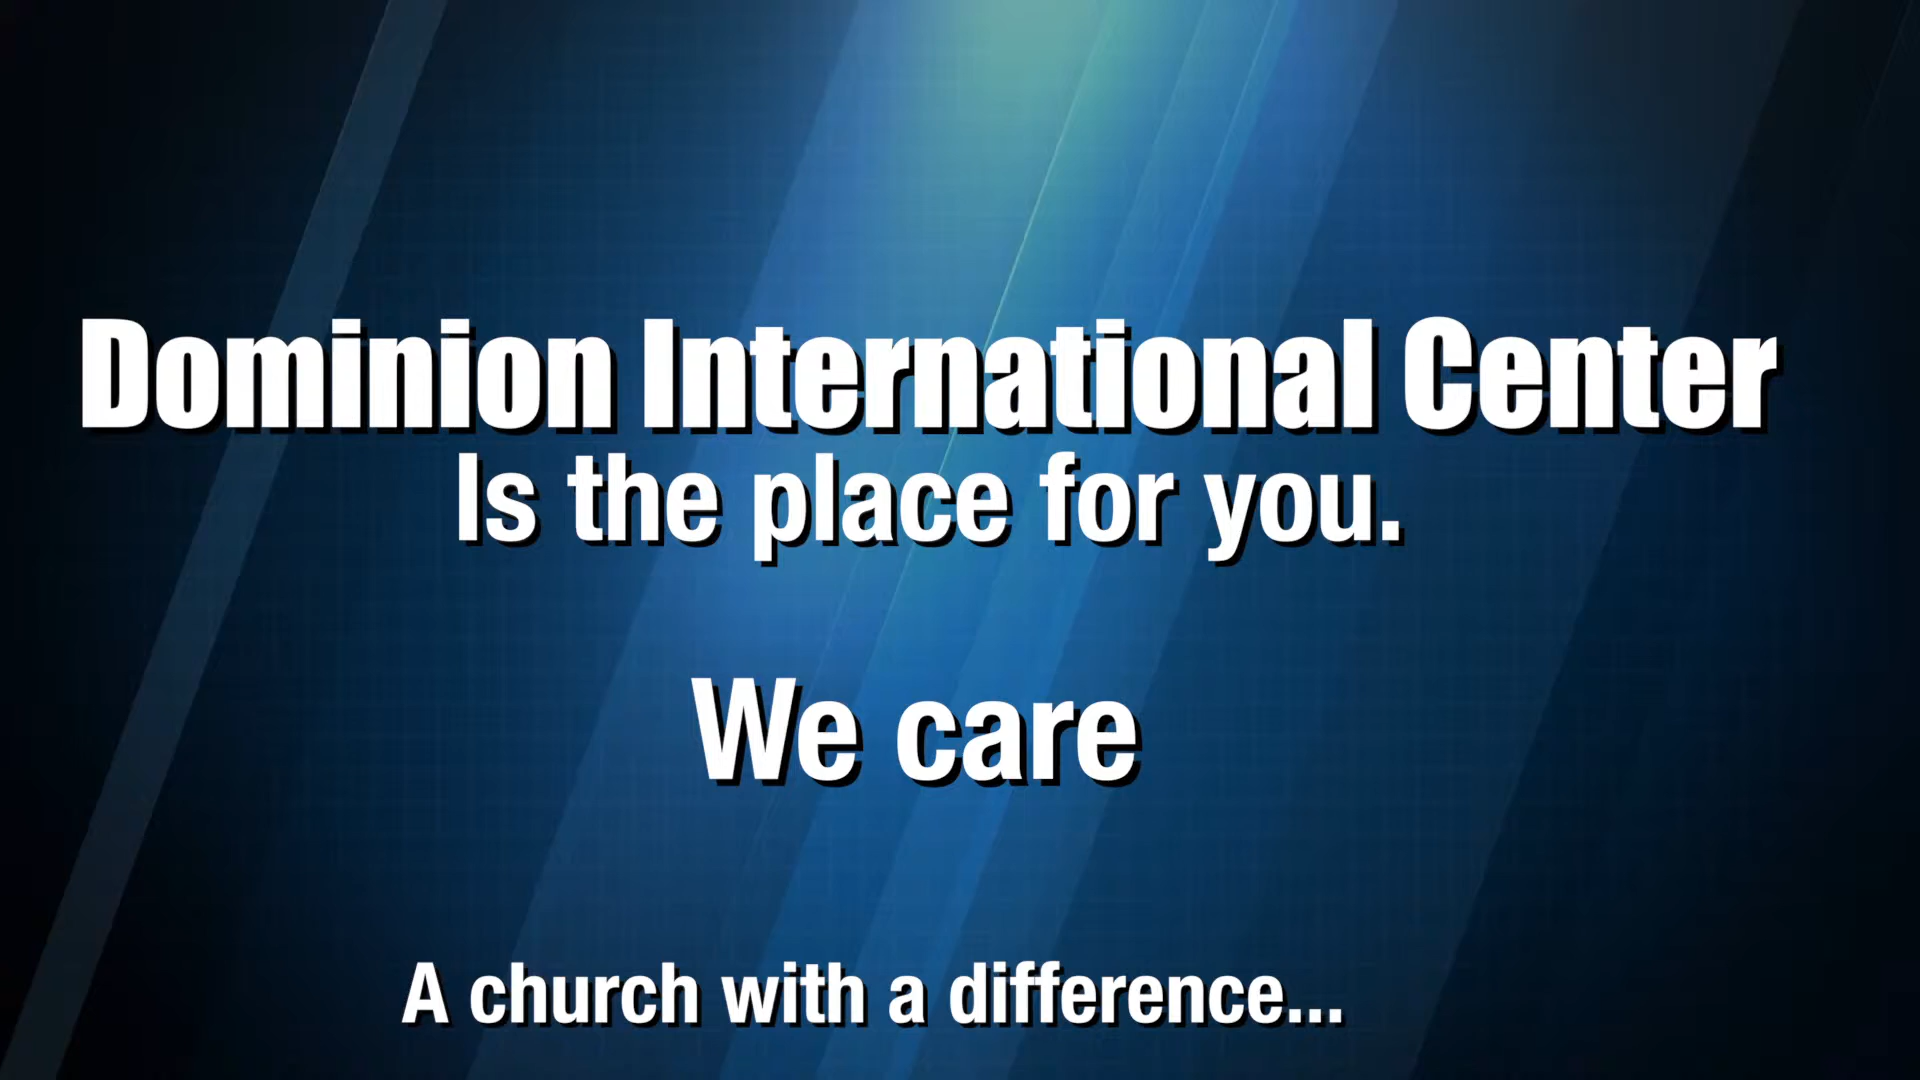 Dominion International Center
Is the place for you.
We care
A church with a difference...